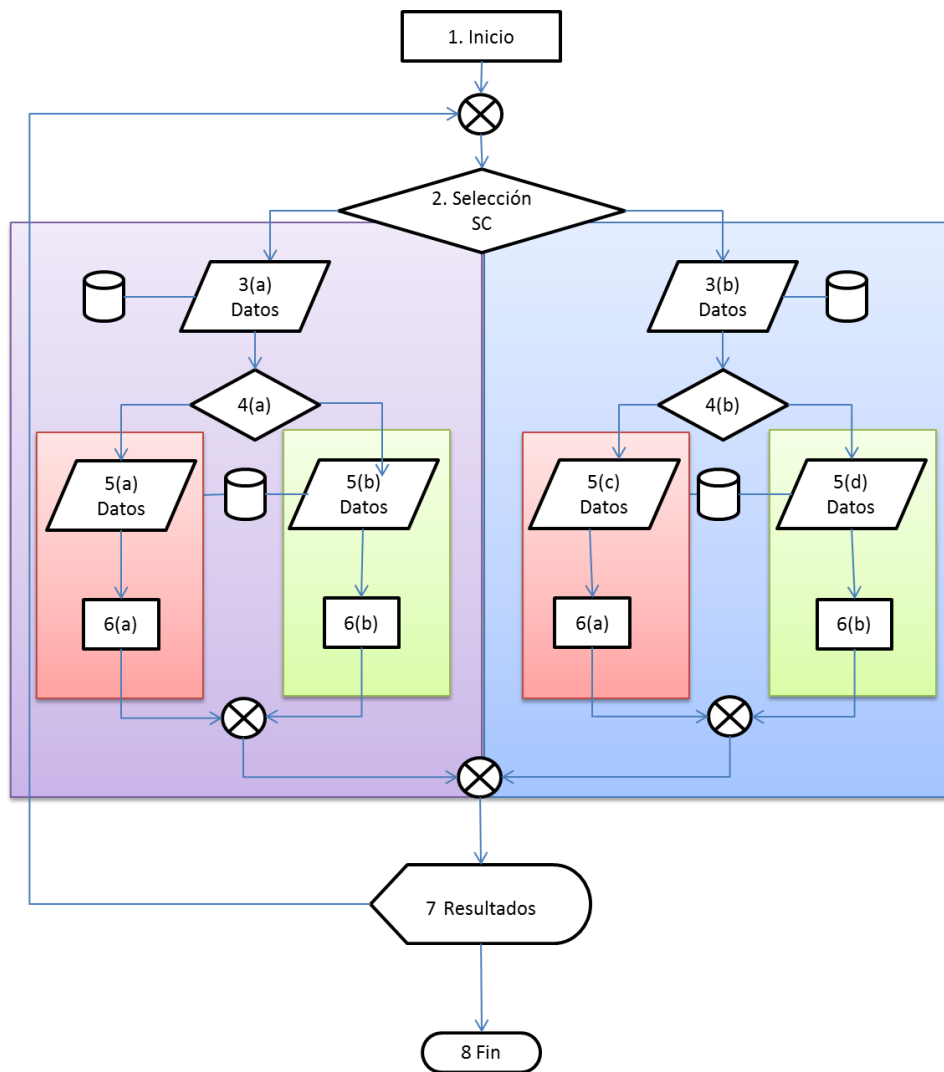 1. Inicio
2. Selección
SC
3(a)
Datos
3(b)
Datos
4(a)
4(b)
5(a)
Datos
5(b)
Datos
5(c)
Datos
5(d)
Datos
6(a)
6(b)
6(a)
6(b)
7 Resultados
8 Fin